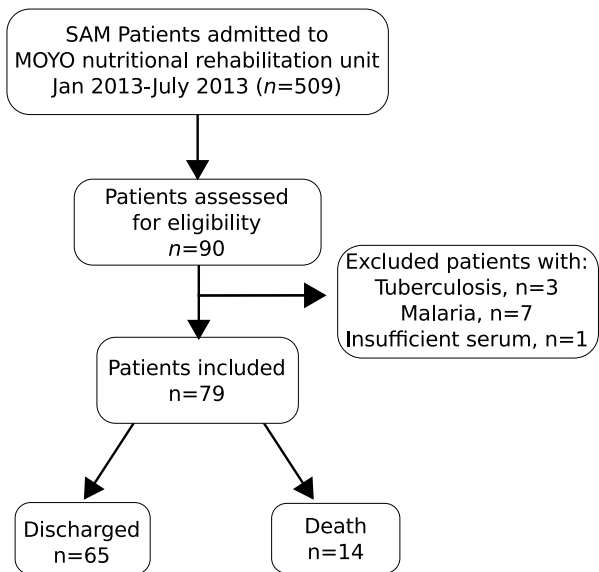 SAM Patients admitted to
MOYO nutritional rehabilitation unit
Jan 2013-July 2013 (n=509)
Patients assessed
for eligibility
n=90
Excluded patients with:
Tuberculosis, n=3
Malaria, n=7
Insufficient serum, n=1
Patients included
n=79
Discharged
n=65
Death
n=14